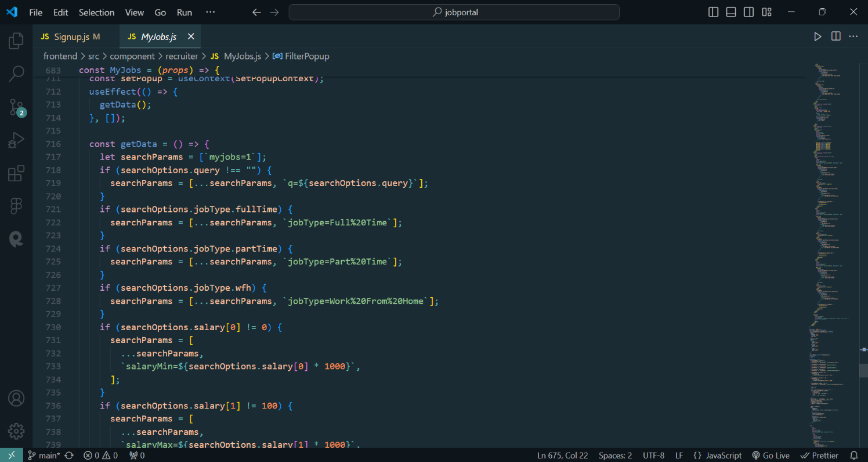 File Edit Selection View Go Run ··· ← → jobportal
JS Signup.js M JS MyJobs.js ×
frontend > src > component > recruiter > JS MyJobs.js > FilterPopup
683 const MyJobs = (props) => {
711 const setPopup = useContext(SetPopupContext);
712 useEffect(() => {
713 getData();
714 }, []);
715
716 const getData = () => {
717 let searchParams = [`myjobs=1`];
718 if (searchOptions.query !== "") {
719 searchParams = [...searchParams, `q=${searchOptions.query}`];
720 }
721 if (searchOptions.jobType.fullTime) {
722 searchParams = [...searchParams, `jobType=Full%20Time`];
723 }
724 if (searchOptions.jobType.partTime) {
725 searchParams = [...searchParams, `jobType=Part%20Time`];
726 }
727 if (searchOptions.jobType.wfh) {
728 searchParams = [...searchParams, `jobType=Work%20From%20Home`];
729 }
730 if (searchOptions.salary[0] != 0) {
731 searchParams = [
732 ...searchParams,
733 `salaryMin=${searchOptions.salary[0] * 1000}`,
734 ];
735 }
736 if (searchOptions.salary[1] != 100) {
737 searchParams = [
738 ...searchParams,
739 `salaryMax=${searchOptions.salary[1] * 1000}`,
2
main* 0 0 0 Ln 675, Col 22 Spaces: 2 UTF-8 LF {} JavaScript Go Live Prettier